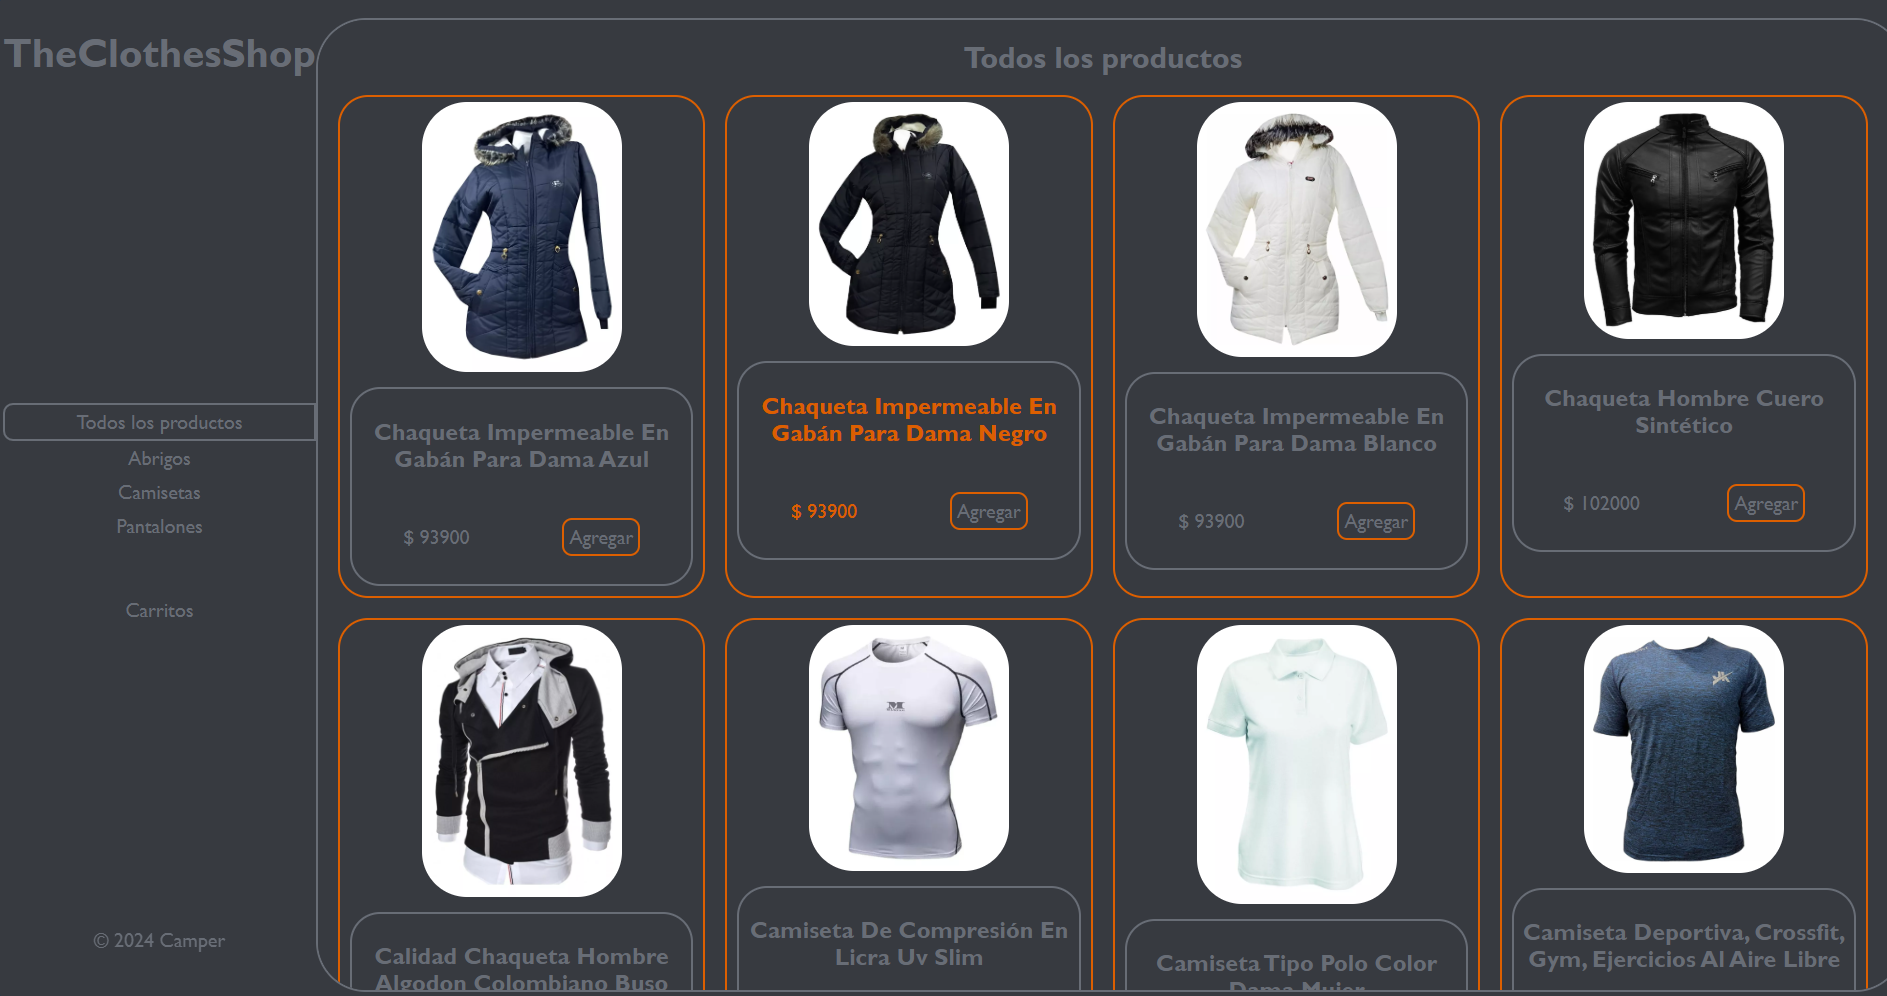 TheClothesShop
Todos los productos
Abrigos
Camisetas
Pantalones
Carritos
© 2024 Camper
Todos los productos
Chaqueta Impermeable En
Gabán Para Dama Azul
$ 93900
Agregar
Chaqueta Impermeable En
Gabán Para Dama Negro
$ 93900
Agregar
Chaqueta Impermeable En
Gabán Para Dama Blanco
$ 93900
Agregar
Chaqueta Hombre Cuero
Sintético
$ 102000
Agregar
Calidad Chaqueta Hombre
Algodon Colombiano Buso
Camiseta De Compresión En
Licra Uv Slim
Camiseta Tipo Polo Color
Dama Mujer
Camiseta Deportiva, Crossfit,
Gym, Ejercicios Al Aire Libre